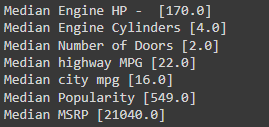 Median Engine HP -  [170.0]
Median Engine Cylinders [4.0]
Median Number of Doors [2.0]
Median highway MPG [22.0]
Median city mpg [16.0]
Median Popularity [549.0]
Median MSRP [21040.0]